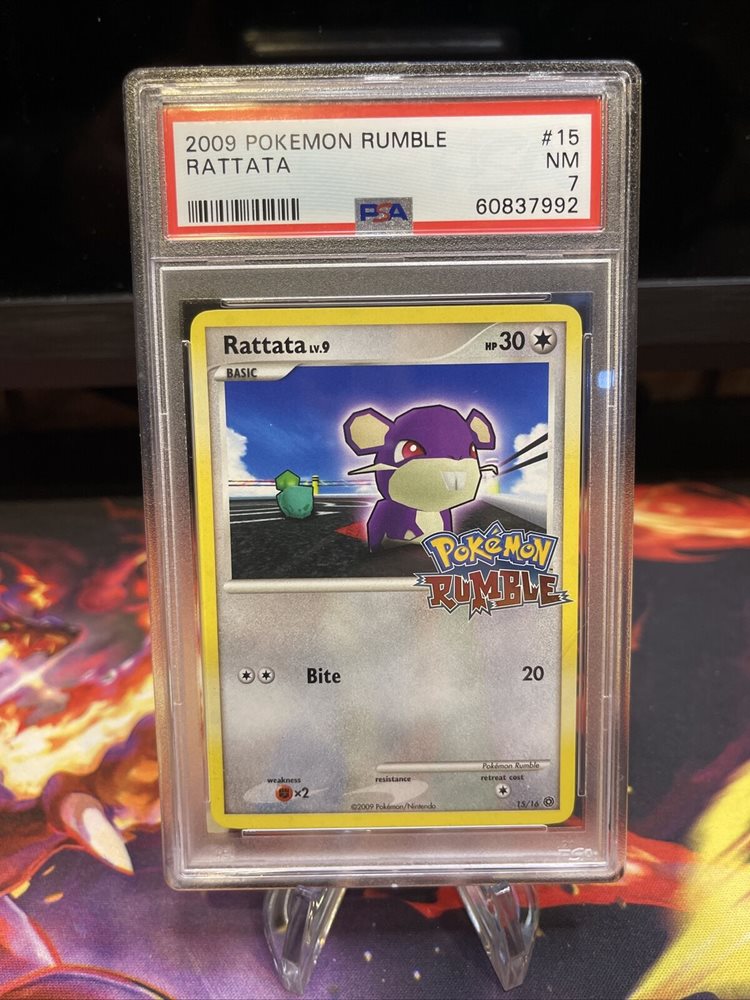 2009 POKEMON RUMBLE #15
RATTATA NM
7
PSA 60837992
Rattata LV.9 HP 30
BASIC
POKéMON
RUMBLE
Bite 20
Pokémon Rumble
weakness resistance retreat cost
×2
©2009 Pokémon/Nintendo 15/16